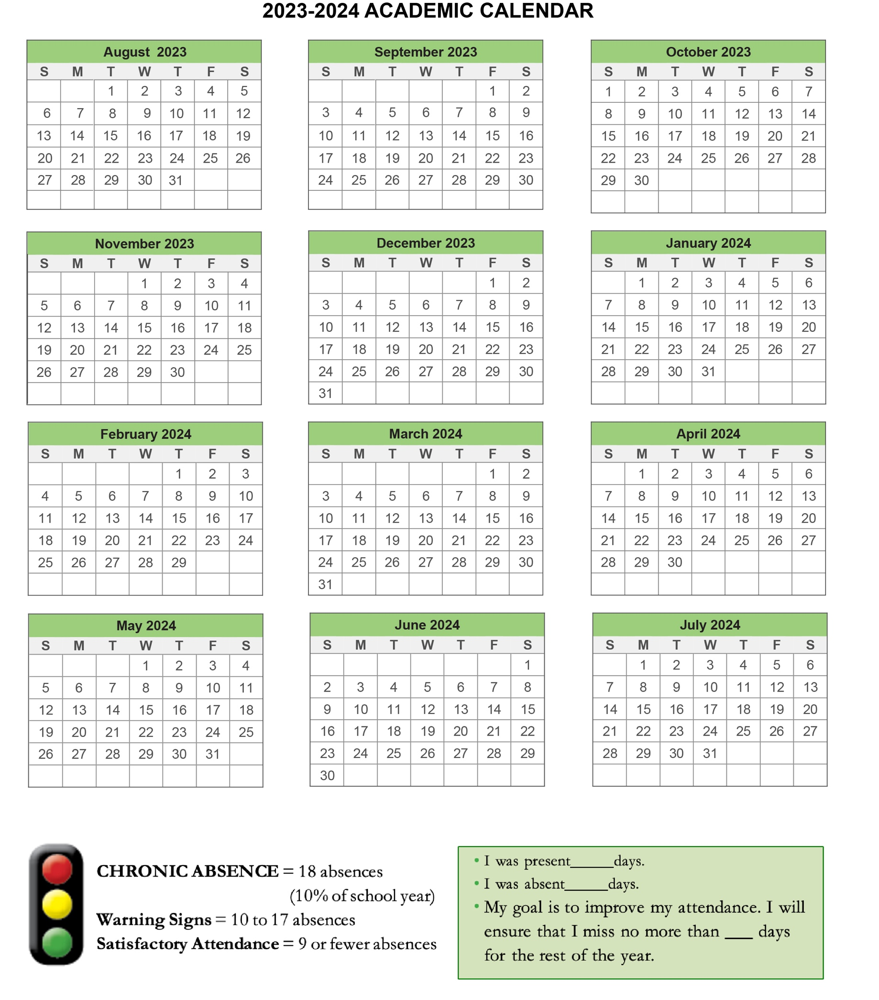 2023-2024 ACADEMIC CALENDAR
August 2023
S M T W T F S
1 2 3 4 5
6 7 8 9 10 11 12
13 14 15 16 17 18 19
20 21 22 23 24 25 26
27 28 29 30 31
September 2023
S M T W T F S
1 2
3 4 5 6 7 8 9
10 11 12 13 14 15 16
17 18 19 20 21 22 23
24 25 26 27 28 29 30
October 2023
S M T W T F S
1 2 3 4 5 6 7
8 9 10 11 12 13 14
15 16 17 18 19 20 21
22 23 24 25 26 27 28
29 30
November 2023
S M T W T F S
1 2 3 4
5 6 7 8 9 10 11
12 13 14 15 16 17 18
19 20 21 22 23 24 25
26 27 28 29 30
December 2023
S M T W T F S
1 2
3 4 5 6 7 8 9
10 11 12 13 14 15 16
17 18 19 20 21 22 23
24 25 26 27 28 29 30
31
January 2024
S M T W T F S
1 2 3 4 5 6
7 8 9 10 11 12 13
14 15 16 17 18 19 20
21 22 23 24 25 26 27
28 29 30 31
February 2024
S M T W T F S
1 2 3
4 5 6 7 8 9 10
11 12 13 14 15 16 17
18 19 20 21 22 23 24
25 26 27 28 29
March 2024
S M T W T F S
1 2
3 4 5 6 7 8 9
10 11 12 13 14 15 16
17 18 19 20 21 22 23
24 25 26 27 28 29 30
31
April 2024
S M T W T F S
1 2 3 4 5 6
7 8 9 10 11 12 13
14 15 16 17 18 19 20
21 22 23 24 25 26 27
28 29 30
May 2024
S M T W T F S
1 2 3 4
5 6 7 8 9 10 11
12 13 14 15 16 17 18
19 20 21 22 23 24 25
26 27 28 29 30 31
June 2024
S M T W T F S
1
2 3 4 5 6 7 8
9 10 11 12 13 14 15
16 17 18 19 20 21 22
23 24 25 26 27 28 29
30
July 2024
S M T W T F S
1 2 3 4 5 6
7 8 9 10 11 12 13
14 15 16 17 18 19 20
21 22 23 24 25 26 27
28 29 30 31
CHRONIC ABSENCE = 18 absences
(10% of school year)
Warning Signs = 10 to 17 absences
Satisfactory Attendance = 9 or fewer absences
• I was present______days.
• I was absent______days.
• My goal is to improve my attendance. I will
ensure that I miss no more than ___ days
for the rest of the year.